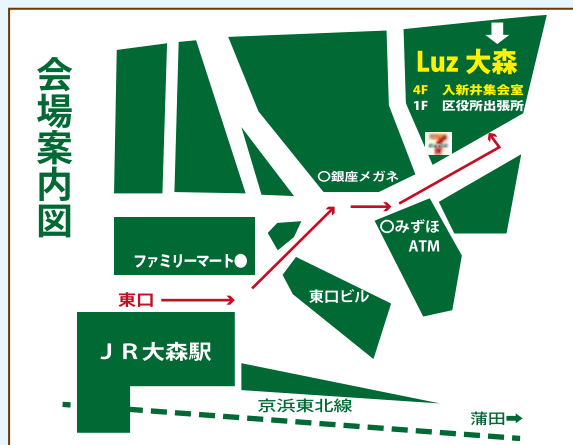 会場案内図
Luz 大森
4F 入新井集会室
1F 区役所出張所
○銀座メガネ
○みずほ
ATM
ファミリーマート●
東口ビル
東口
ＪＲ大森駅
京浜東北線
蒲田➡